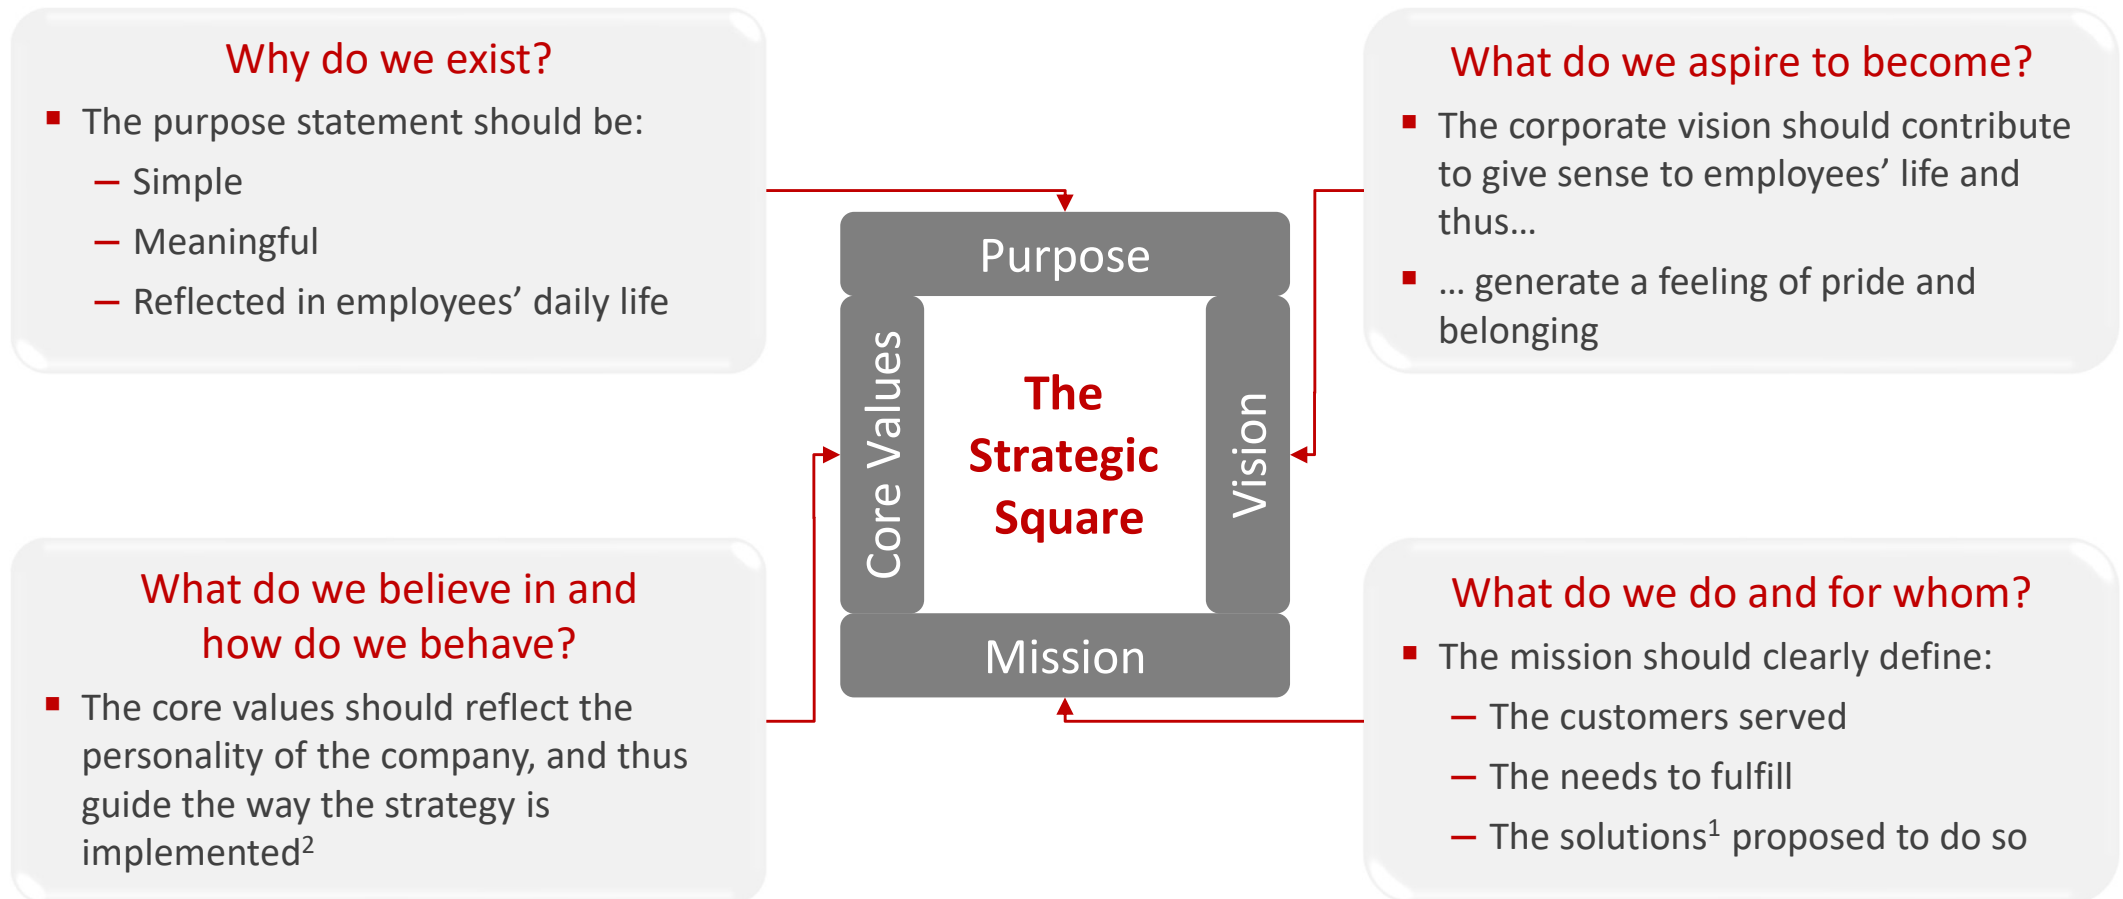 Why do we exist?
▪ The purpose statement should be:
– Simple
– Meaningful
– Reflected in employees’ daily life
What do we aspire to become?
▪ The corporate vision should contribute
to give sense to employees’ life and
thus...
▪ ... generate a feeling of pride and
belonging
Purpose
Core Values
The
Strategic
Square
Vision
Mission
What do we believe in and
how do we behave?
▪ The core values should reflect the
personality of the company, and thus
guide the way the strategy is
implemented²
What do we do and for whom?
▪ The mission should clearly define:
– The customers served
– The needs to fulfill
– The solutions¹ proposed to do so